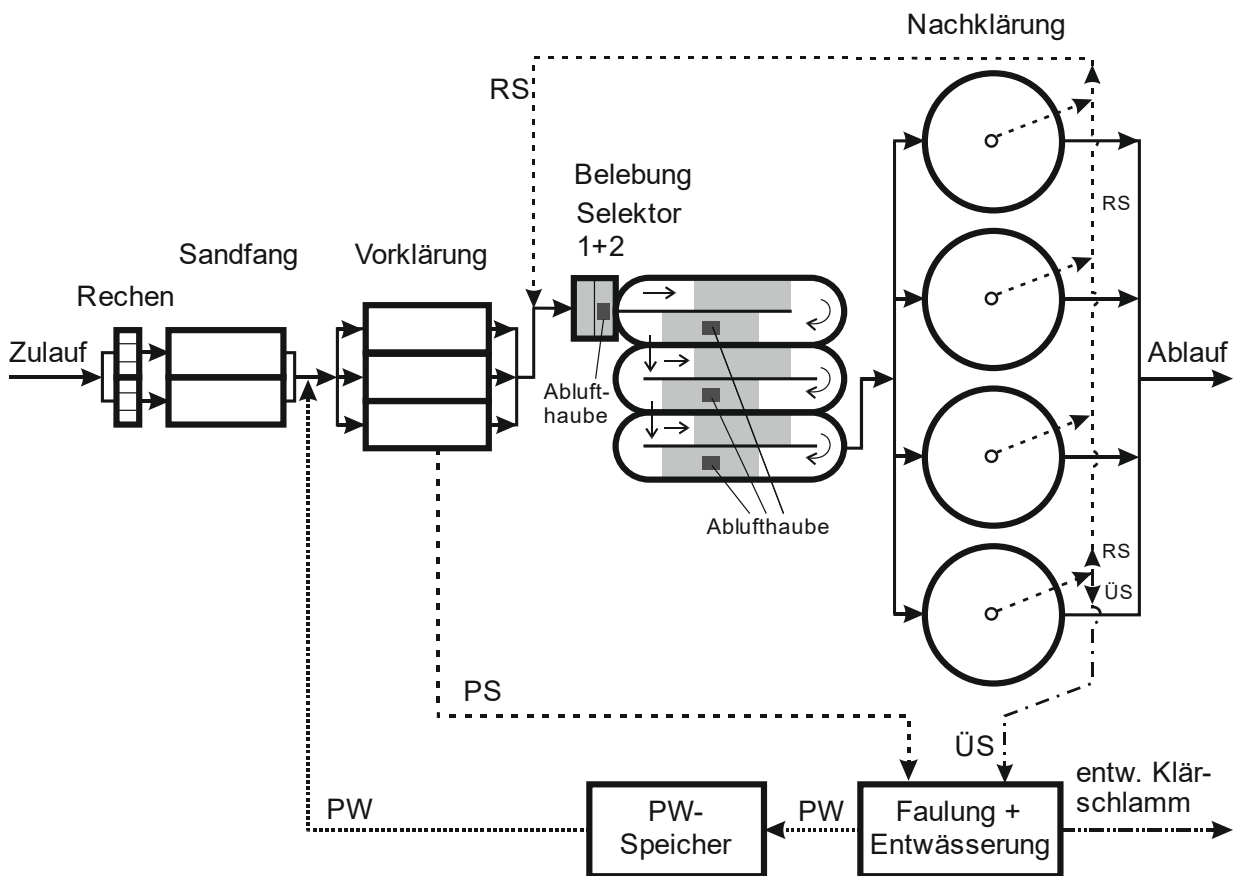 Nachklärung
RS
Belebung
Selektor
1+2
RS
Sandfang
Vorklärung
Rechen
Zulauf
Ablauf
Abluft-
haube
Ablufthaube
RS
ÜS
PS
ÜS
entw. Klär-
schlamm
PW
PW-
Speicher
PW
Faulung +
Entwässerung